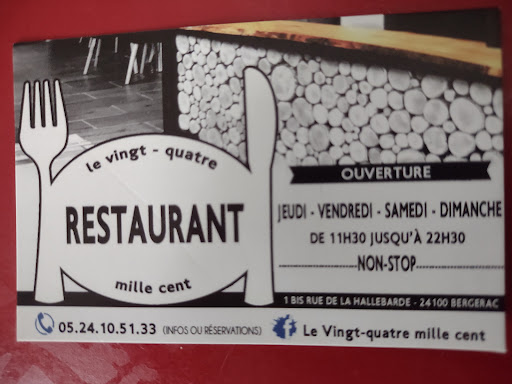 le vingt - quatre
RESTAURANT
mille cent
OUVERTURE
JEUDI - VENDREDI - SAMEDI - DIMANCHE
DE 11H30 JUSQU'À 22H30
NON-STOP
1 BIS RUE DE LA HALLEBARDE - 24100 BERGERAC
05.24.10.51.33 (INFOS OU RÉSERVATIONS)
Le Vingt-quatre mille cent